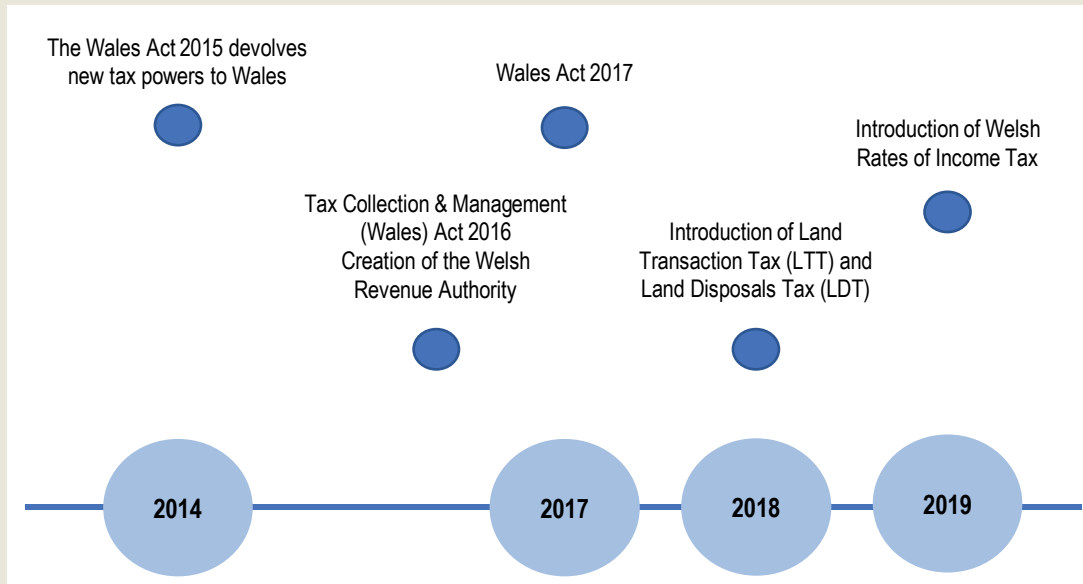 The Wales Act 2015 devolves
new tax powers to Wales
Wales Act 2017
Introduction of Welsh
Rates of Income Tax
Tax Collection & Management
(Wales) Act 2016
Creation of the Welsh
Revenue Authority
Introduction of Land
Transaction Tax (LTT) and
Land Disposals Tax (LDT)
2014
2017
2018
2019